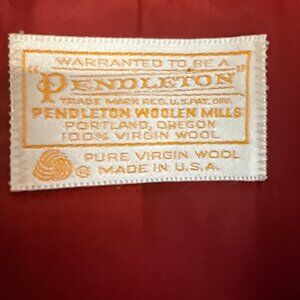 WARRANTED TO BE A
"PENDLETON"
TRADE MARK REG. U.S. PAT. OFF.
PENDLETON WOOLEN MILLS
PORTLAND, OREGON
100% VIRGIN WOOL
PURE VIRGIN WOOL
® MADE IN U.S.A.